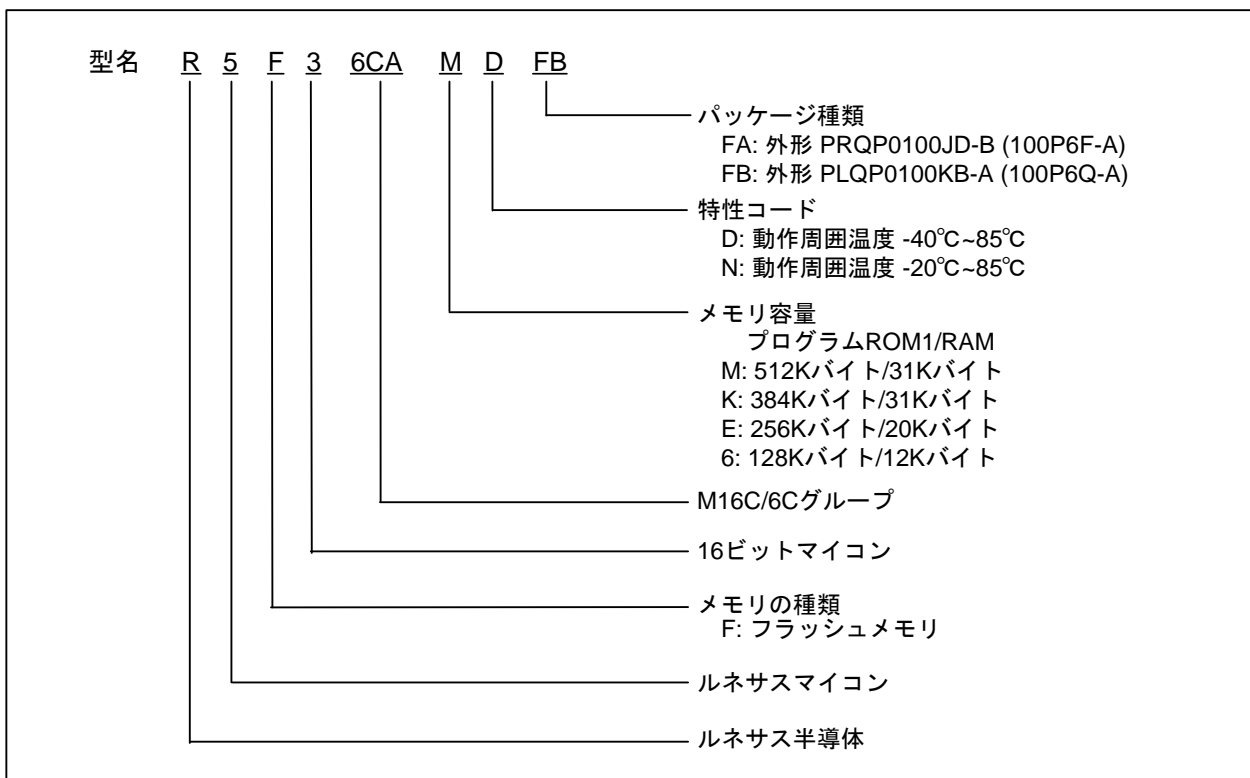 型名 R 5 F 3 6CA M D FB
パッケージ種類
FA: 外形 PRQP0100JD-B (100P6F-A)
FB: 外形 PLQP0100KB-A (100P6Q-A)
特性コード
D: 動作周囲温度 -40℃~85℃
N: 動作周囲温度 -20℃~85℃
メモリ容量
プログラムROM1/RAM
M: 512Kバイト/31Kバイト
K: 384Kバイト/31Kバイト
E: 256Kバイト/20Kバイト
6: 128Kバイト/12Kバイト
M16C/6Cグループ
16ビットマイコン
メモリの種類
F: フラッシュメモリ
ルネサスマイコン
ルネサス半導体